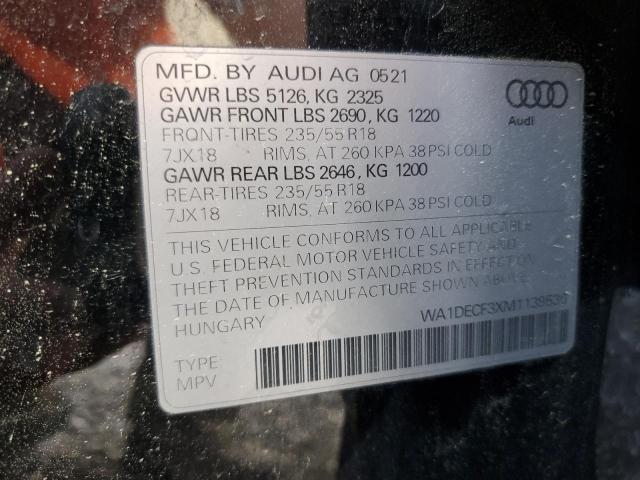 MFD. BY AUDI AG 0521
GVWR LBS 5126, KG 2325
GAWR FRONT LBS 2690, KG 1220
FRONT-TIRES 235/55 R18
7JX18 RIMS, AT 260 KPA 38 PSI COLD
GAWR REAR LBS 2646, KG 1200
REAR-TIRES 235/55 R18
7JX18 RIMS, AT 260 KPA 38 PSI COLD
Audi
THIS VEHICLE CONFORMS TO ALL APPLICABLE
U.S. FEDERAL MOTOR VEHICLE SAFETY AND
THEFT PREVENTION STANDARDS IN EFFECT ON
THE DATE OF MANUFACTURE SHOWN ABOVE.
HUNGARY
TYPE
MPV